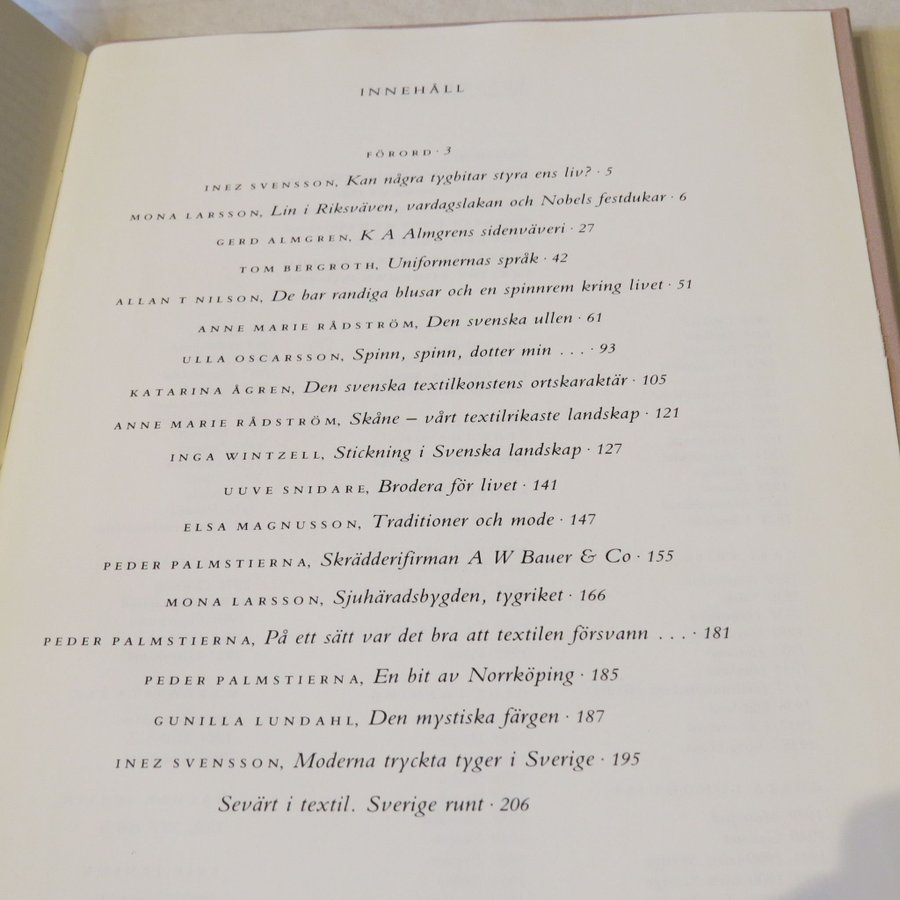 INNEHÅLL
FÖRORD · 3
INEZ SVENSSON, Kan några tygbitar styra ens liv? · 5
MONA LARSSON, Lin i Riksväven, vardagslakan och Nobels festdukar · 6
GERD ALMGREN, K A Almgrens sidenväveri · 27
TOM BERGROTH, Uniformernas språk · 42
ALLAN T NILSON, De bar randiga blusar och en spinnrem kring livet · 51
ANNE MARIE RÅDSTRÖM, Den svenska ullen · 61
ULLA OSCARSSON, Spinn, spinn, dotter min . . . · 93
KATARINA ÅGREN, Den svenska textilkonstens ortskaraktär · 105
ANNE MARIE RÅDSTRÖM, Skåne – vårt textilrikaste landskap · 121
INGA WINTZELL, Stickning i Svenska landskap · 127
UUVE SNIDARE, Brodera för livet · 141
ELSA MAGNUSSON, Traditioner och mode · 147
PEDER PALMSTIERNA, Skrädderifirman A W Bauer & Co · 155
MONA LARSSON, Sjuhäradsbygden, tygriket · 166
PEDER PALMSTIERNA, På ett sätt var det bra att textilen försvann . . . · 181
PEDER PALMSTIERNA, En bit av Norrköping · 185
GUNILLA LUNDAHL, Den mystiska färgen · 187
INEZ SVENSSON, Moderna tryckta tyger i Sverige · 195
Sevärt i textil. Sverige runt · 206